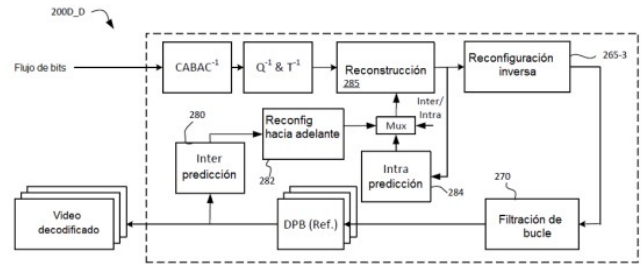 200D_D
Flujo de bits
CABAC-1
Q-1 & T-1
Reconstrucción
285
Reconfiguración
inversa
265-3
280
Reconfig
hacia adelante
282
Inter/
Intra
Mux
Inter
predicción
Intra
predicción
284
270
Video
decodificado
DPB (Ref.)
Filtración de
bucle